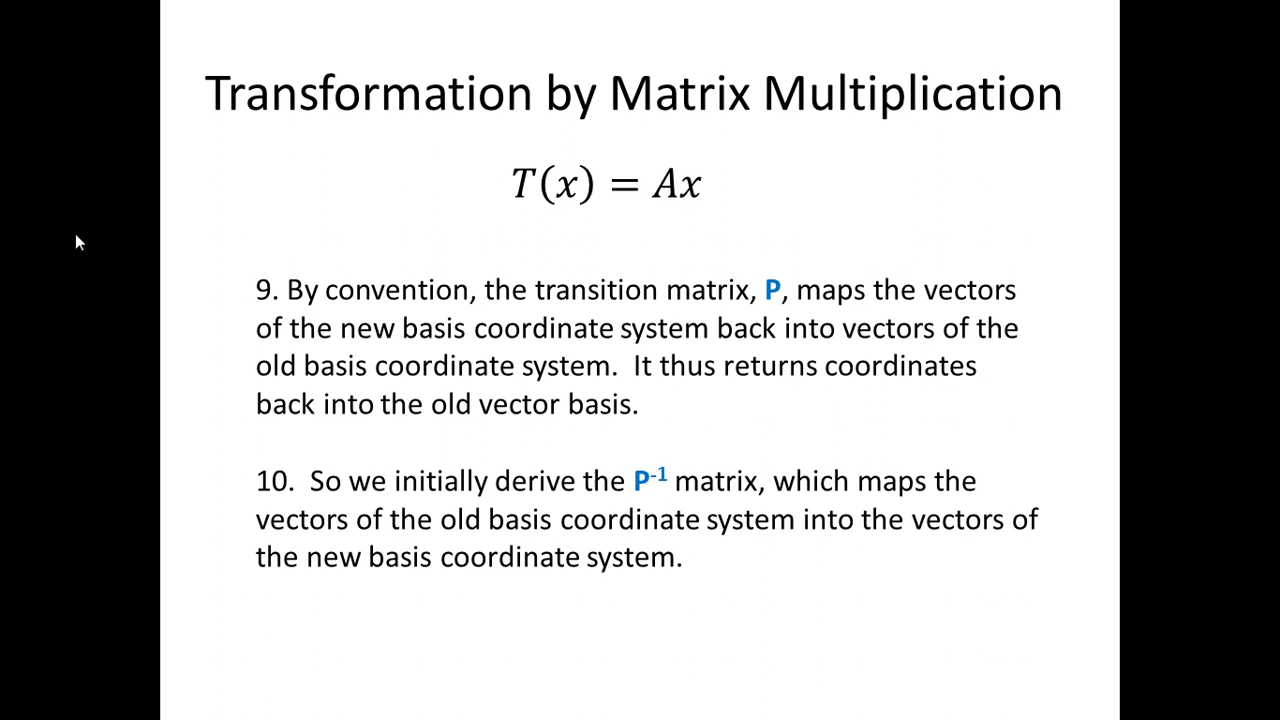 Transformation by Matrix Multiplication
T(x) = Ax
9. By convention, the transition matrix, P, maps the vectors
of the new basis coordinate system back into vectors of the
old basis coordinate system.  It thus returns coordinates
back into the old vector basis.
10.  So we initially derive the P⁻¹ matrix, which maps the
vectors of the old basis coordinate system into the vectors of
the new basis coordinate system.